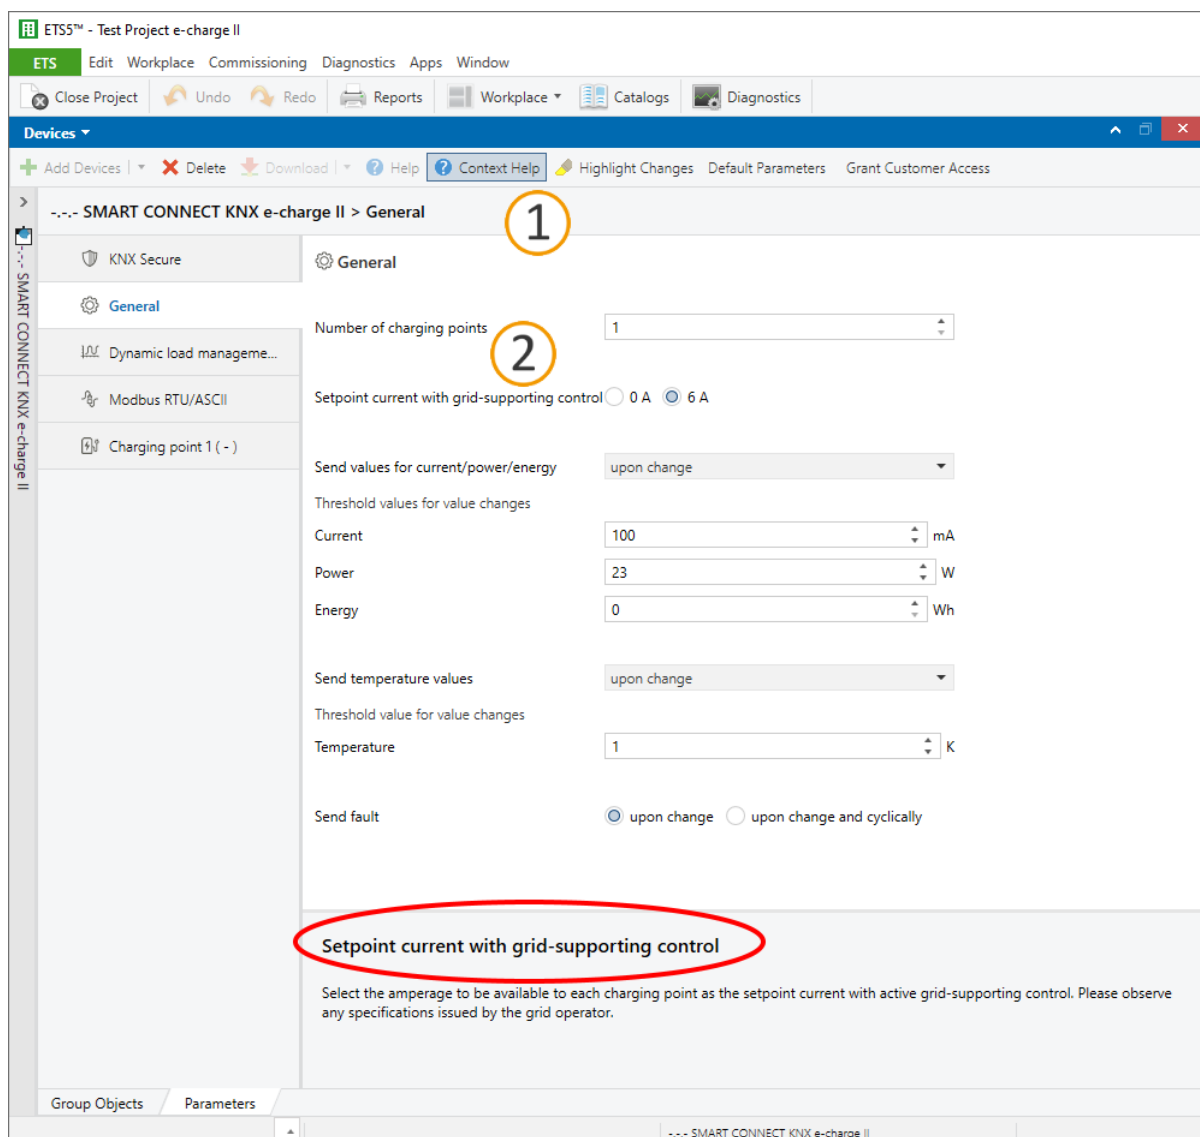 ETS5™ - Test Project e-charge II
ETS Edit Workplace Commissioning Diagnostics Apps Window
Close Project Undo Redo Reports Workplace Catalogs Diagnostics
Devices
Add Devices Delete Download Help Context Help Highlight Changes Default Parameters Grant Customer Access
-.-.- SMART CONNECT KNX e-charge II > General
1
-.-.- SMART CONNECT KNX e-charge II
KNX Secure
General
Dynamic load manageme...
Modbus RTU/ASCII
Charging point 1 ( - )
General
Number of charging points 1
2
Setpoint current with grid-supporting control 0 A 6 A
Send values for current/power/energy upon change
Threshold values for value changes
Current 100 mA
Power 23 W
Energy 0 Wh
Send temperature values upon change
Threshold value for value changes
Temperature 1 K
Send fault upon change upon change and cyclically
Setpoint current with grid-supporting control
Select the amperage to be available to each charging point as the setpoint current with active grid-supporting control. Please observe
any specifications issued by the grid operator.
Group Objects Parameters
-.-.- SMART CONNECT KNX e-charge II